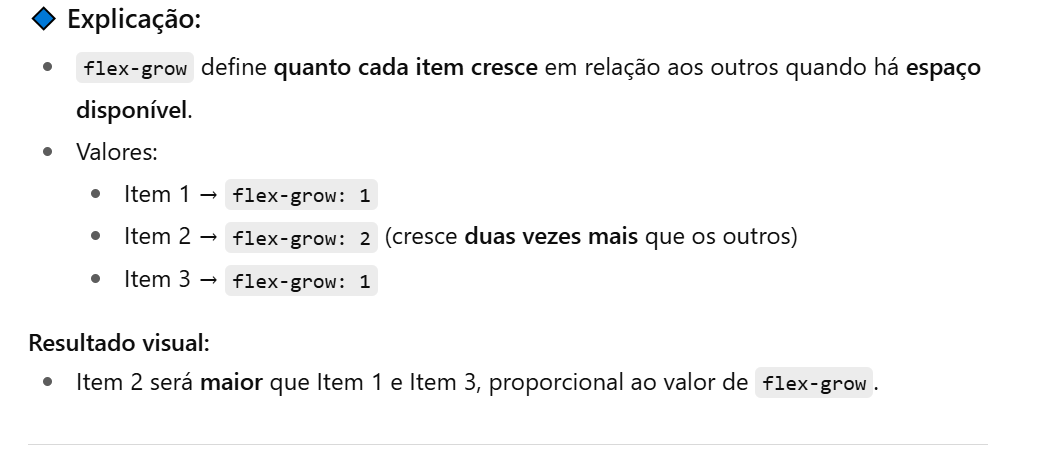 Explicação:
flex-grow define quanto cada item cresce em relação aos outros quando há espaço
disponível.
Valores:
Item 1 → flex-grow: 1
Item 2 → flex-grow: 2 (cresce duas vezes mais que os outros)
Item 3 → flex-grow: 1
Resultado visual:
Item 2 será maior que Item 1 e Item 3, proporcional ao valor de flex-grow.